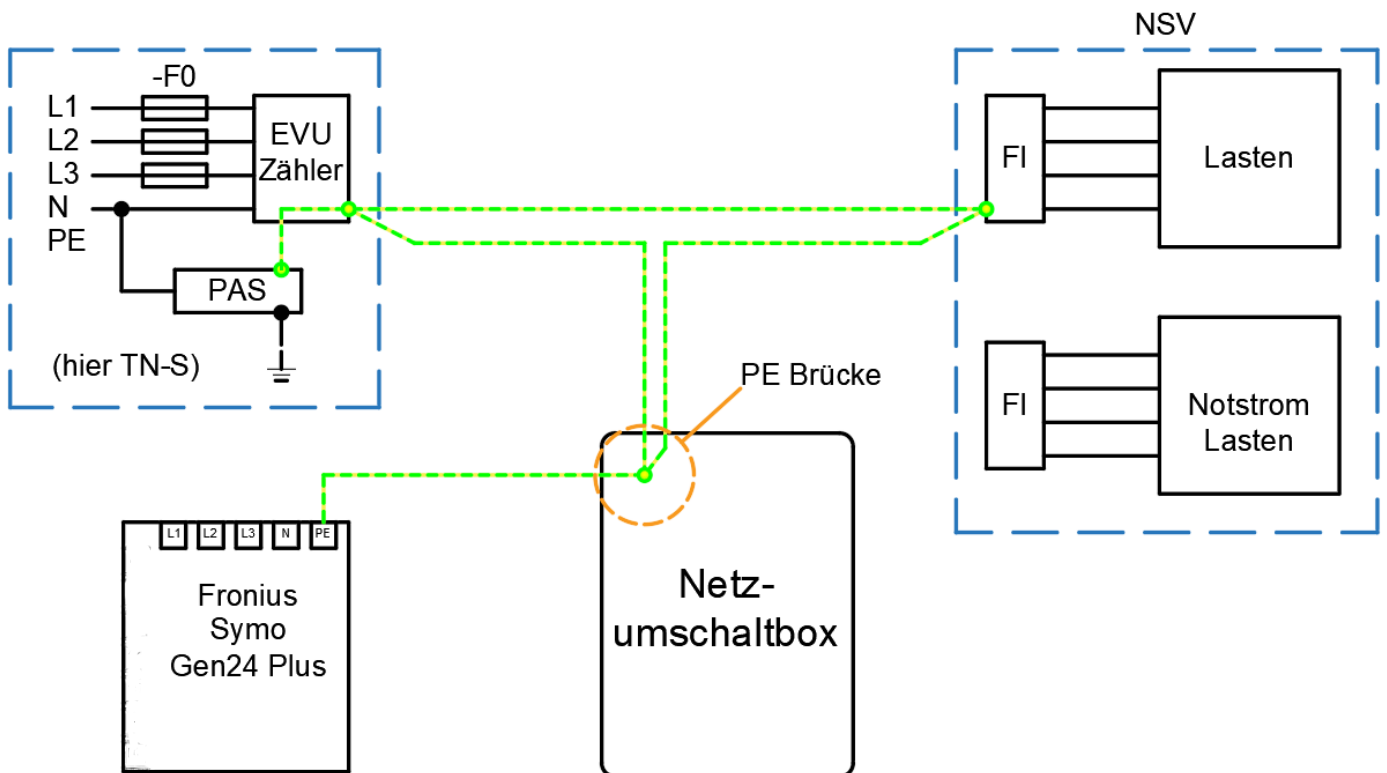 NSV
-F0
L1
L2
L3
N
PE
EVU
Zähler
PAS
(hier TN-S)
FI
Lasten
FI
Notstrom
Lasten
PE Brücke
L1
L2
L3
N
PE
Fronius
Symo
Gen24 Plus
Netz-
umschaltbox